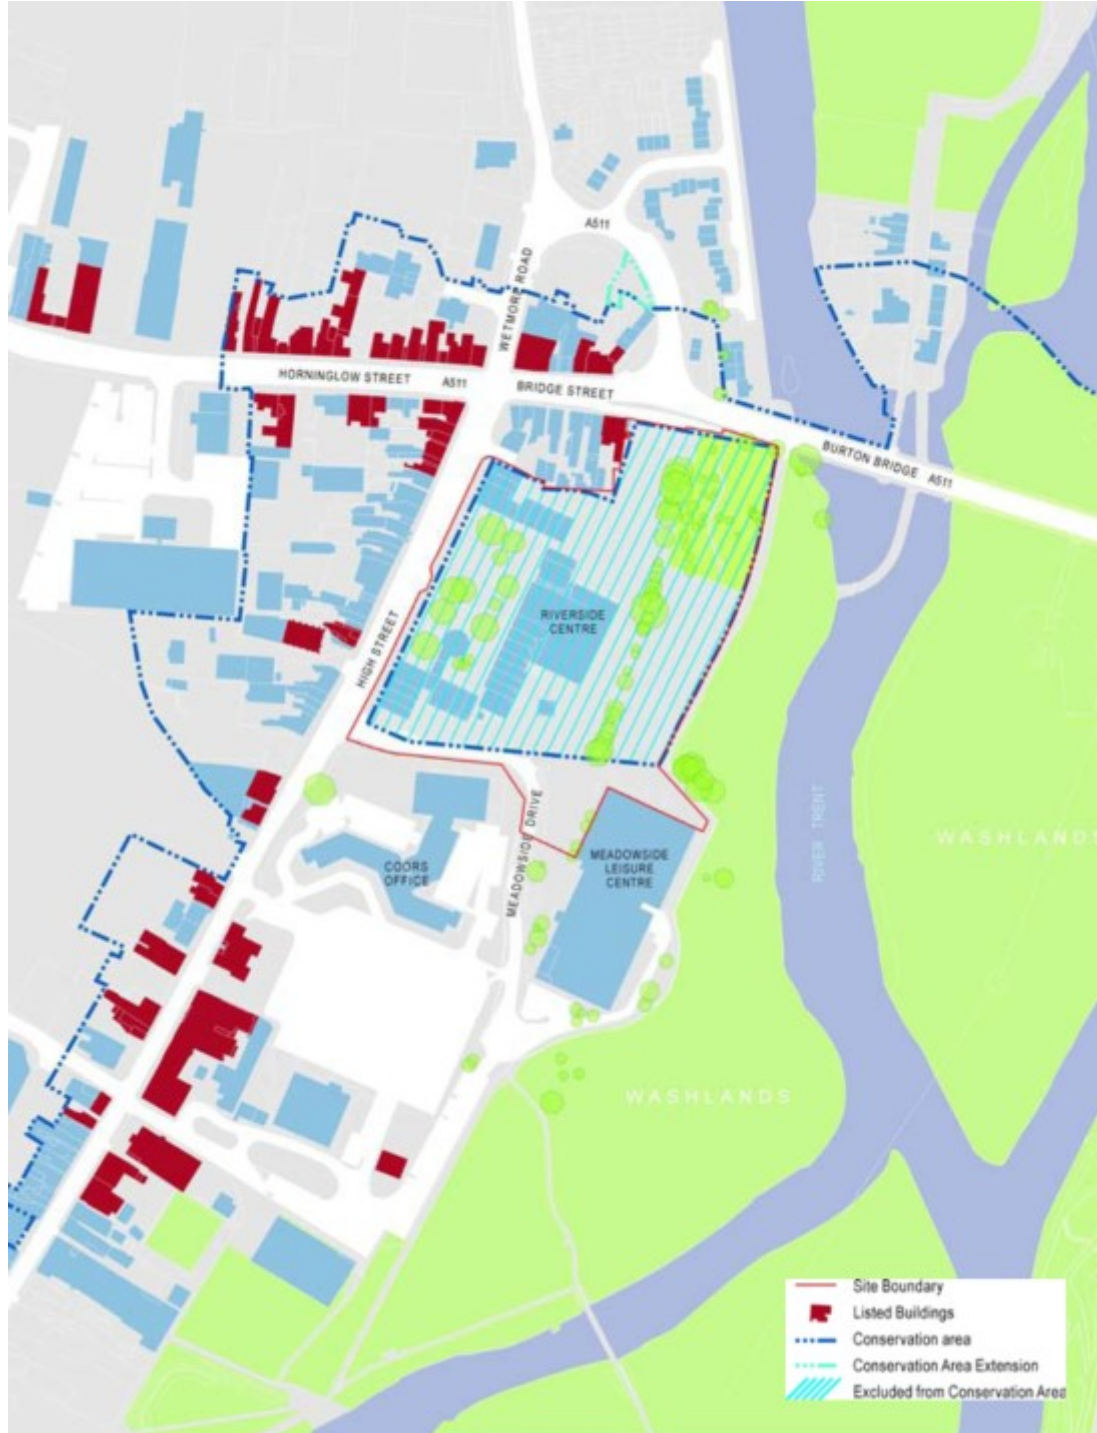 A511
WETMORE ROAD
HORNINGLOW STREET A511
BRIDGE STREET
BURTON BRIDGE A511
HIGH STREET
RIVERSIDE
CENTRE
RIVER TRENT
WASHLANDS
MEADOWSIDE DRIVE
MEADOWSIDE
LEISURE
CENTRE
COORS
OFFICE
WASHLANDS
Site Boundary
Listed Buildings
Conservation area
Conservation Area Extension
Excluded from Conservation Area